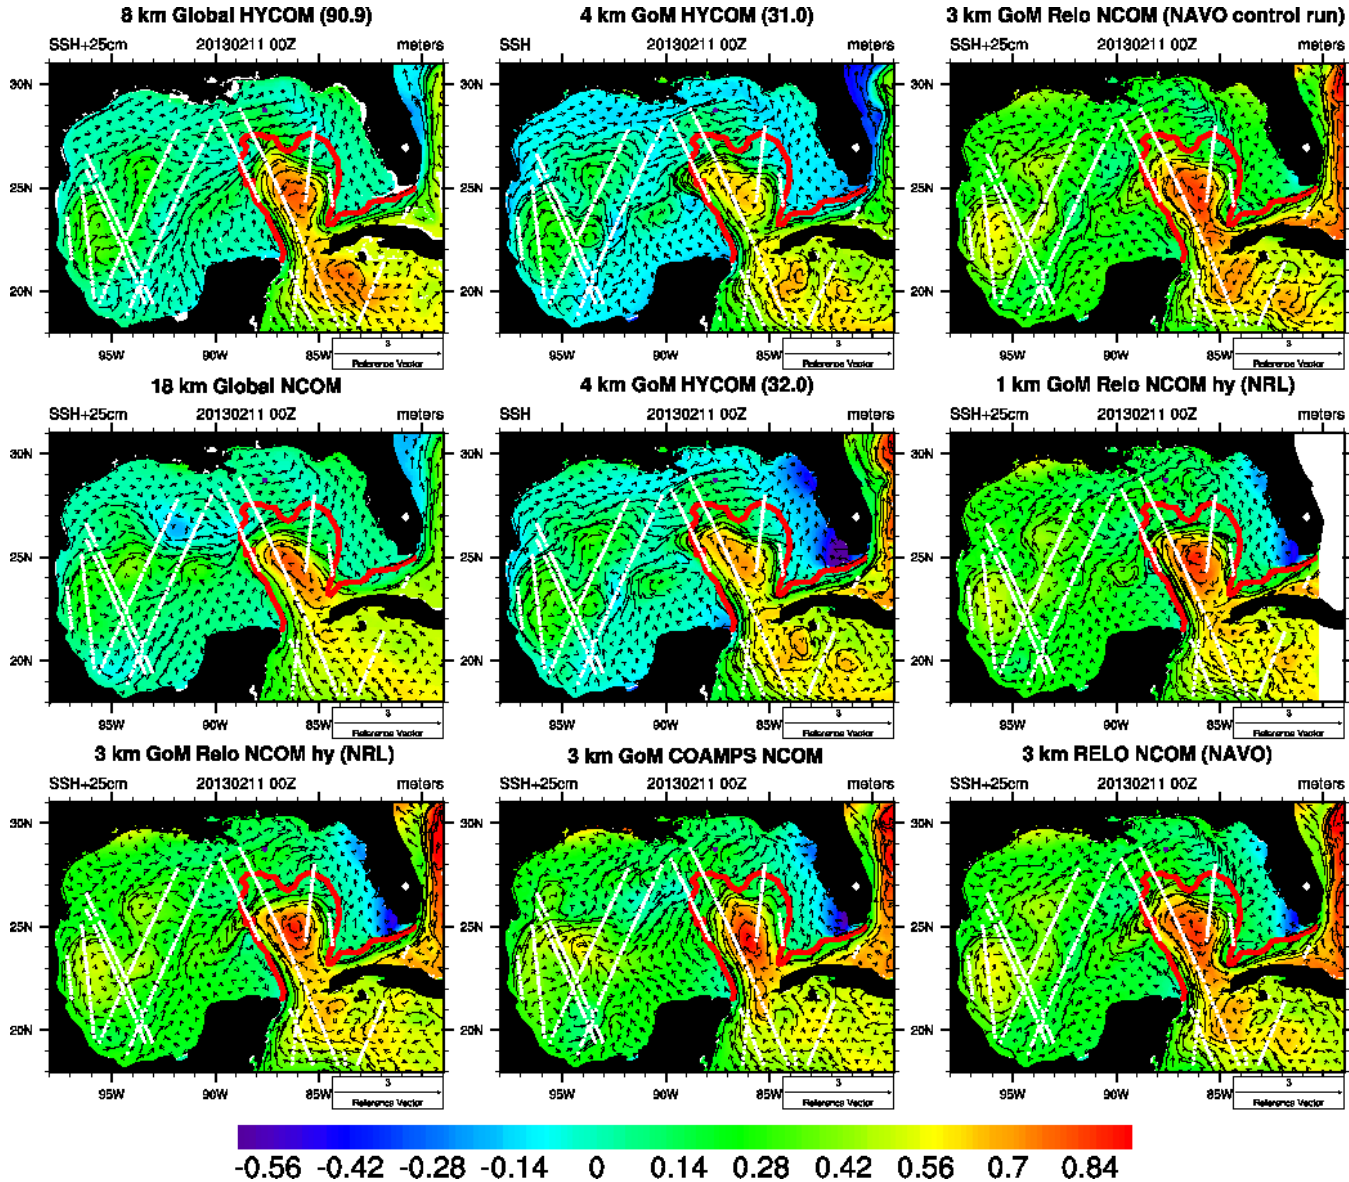 8 km Global HYCOM (90.9)
4 km GoM HYCOM (31.0)
3 km GoM Relo NCOM (NAVO control run)
SSH+25cm 20130211 00Z meters
SSH 20130211 00Z meters
SSH+25cm 20130211 00Z meters
30N
25N
20N
30N
25N
20N
30N
25N
20N
95W 90W 85W
95W 90W 85W
95W 90W 85W
3
Reference Vector
3
Reference Vector
3
Reference Vector
18 km Global NCOM
4 km GoM HYCOM (32.0)
1 km GoM Relo NCOM hy (NRL)
SSH+25cm 20130211 00Z meters
SSH 20130211 00Z meters
SSH+25cm 20130211 00Z meters
30N
25N
20N
30N
25N
20N
30N
25N
20N
95W 90W 85W
95W 90W 85W
95W 90W 85W
3
Reference Vector
3
Reference Vector
3
Reference Vector
3 km GoM Relo NCOM hy (NRL)
3 km GoM COAMPS NCOM
3 km RELO NCOM (NAVO)
SSH+25cm 20130211 00Z meters
SSH+25cm 20130211 00Z meters
SSH+25cm 20130211 00Z meters
30N
25N
20N
30N
25N
20N
30N
25N
20N
95W 90W 85W
95W 90W 85W
95W 90W 85W
3
Reference Vector
3
Reference Vector
3
Reference Vector
-0.56 -0.42 -0.28 -0.14 0 0.14 0.28 0.42 0.56 0.7 0.84